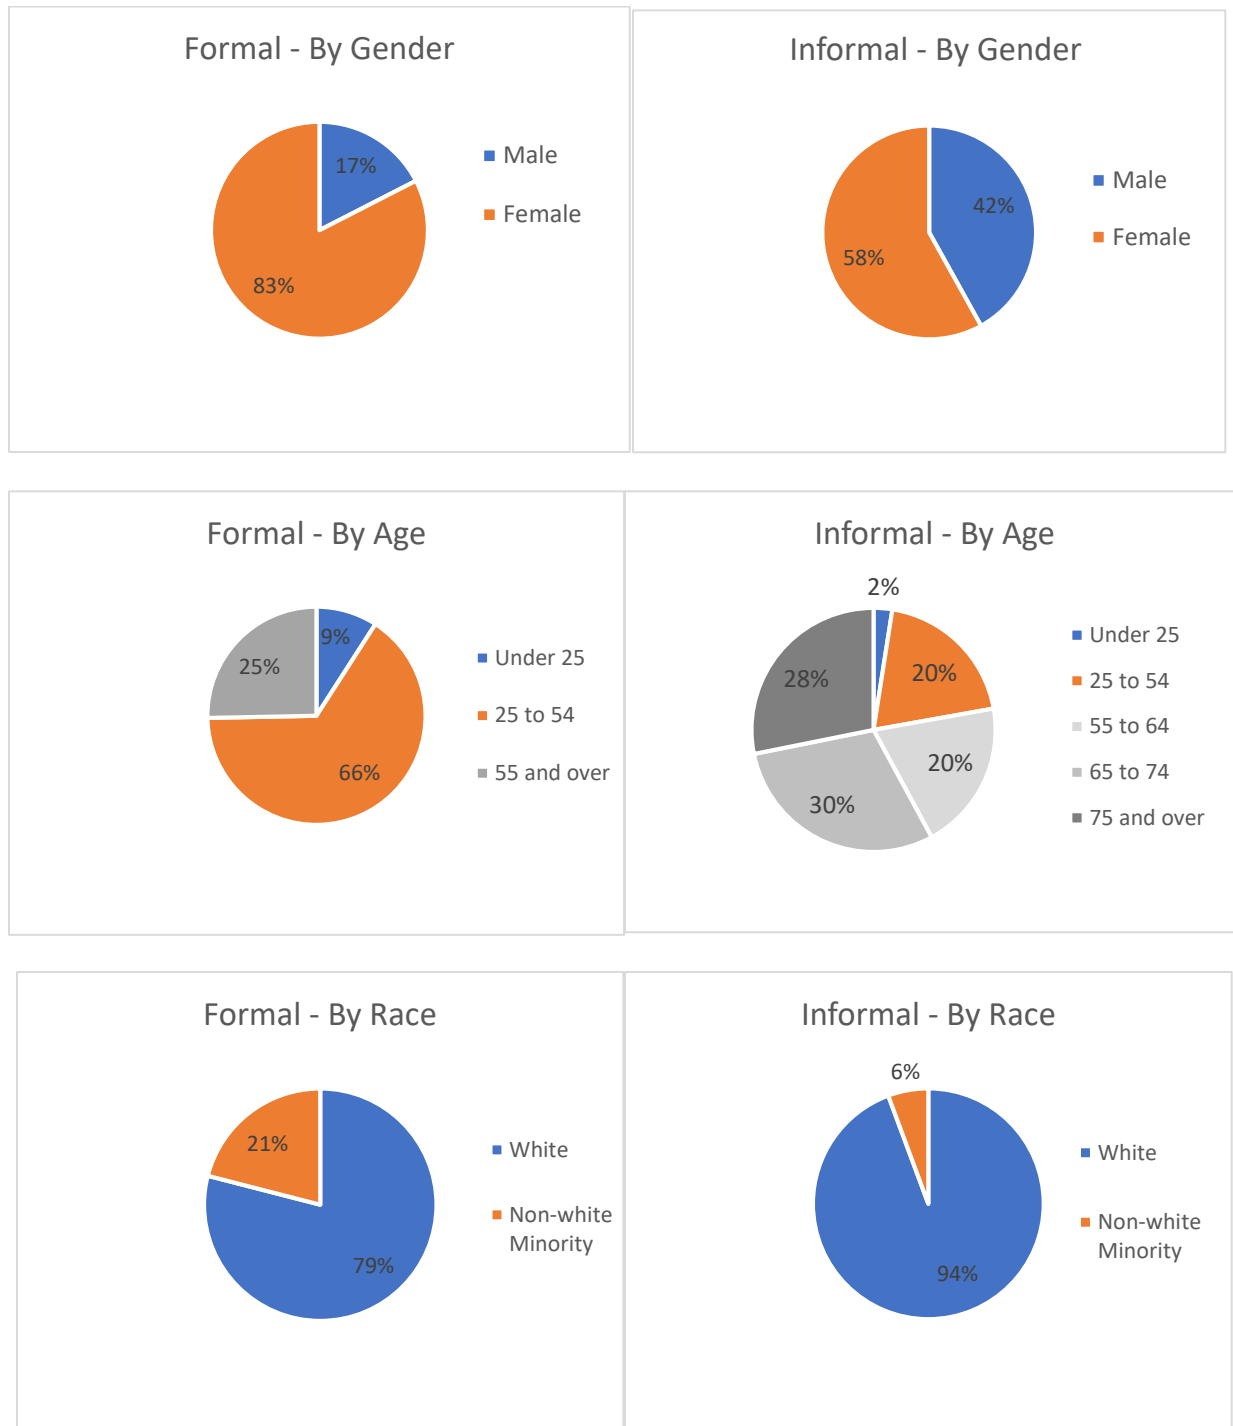 Formal - By Gender
17%
83%
Male
Female
Informal - By Gender
42%
58%
Male
Female
Formal - By Age
9%
25%
66%
Under 25
25 to 54
55 and over
Informal - By Age
2%
20%
28%
20%
30%
Under 25
25 to 54
55 to 64
65 to 74
75 and over
Formal - By Race
21%
79%
White
Non-white
Minority
Informal - By Race
6%
94%
White
Non-white
Minority